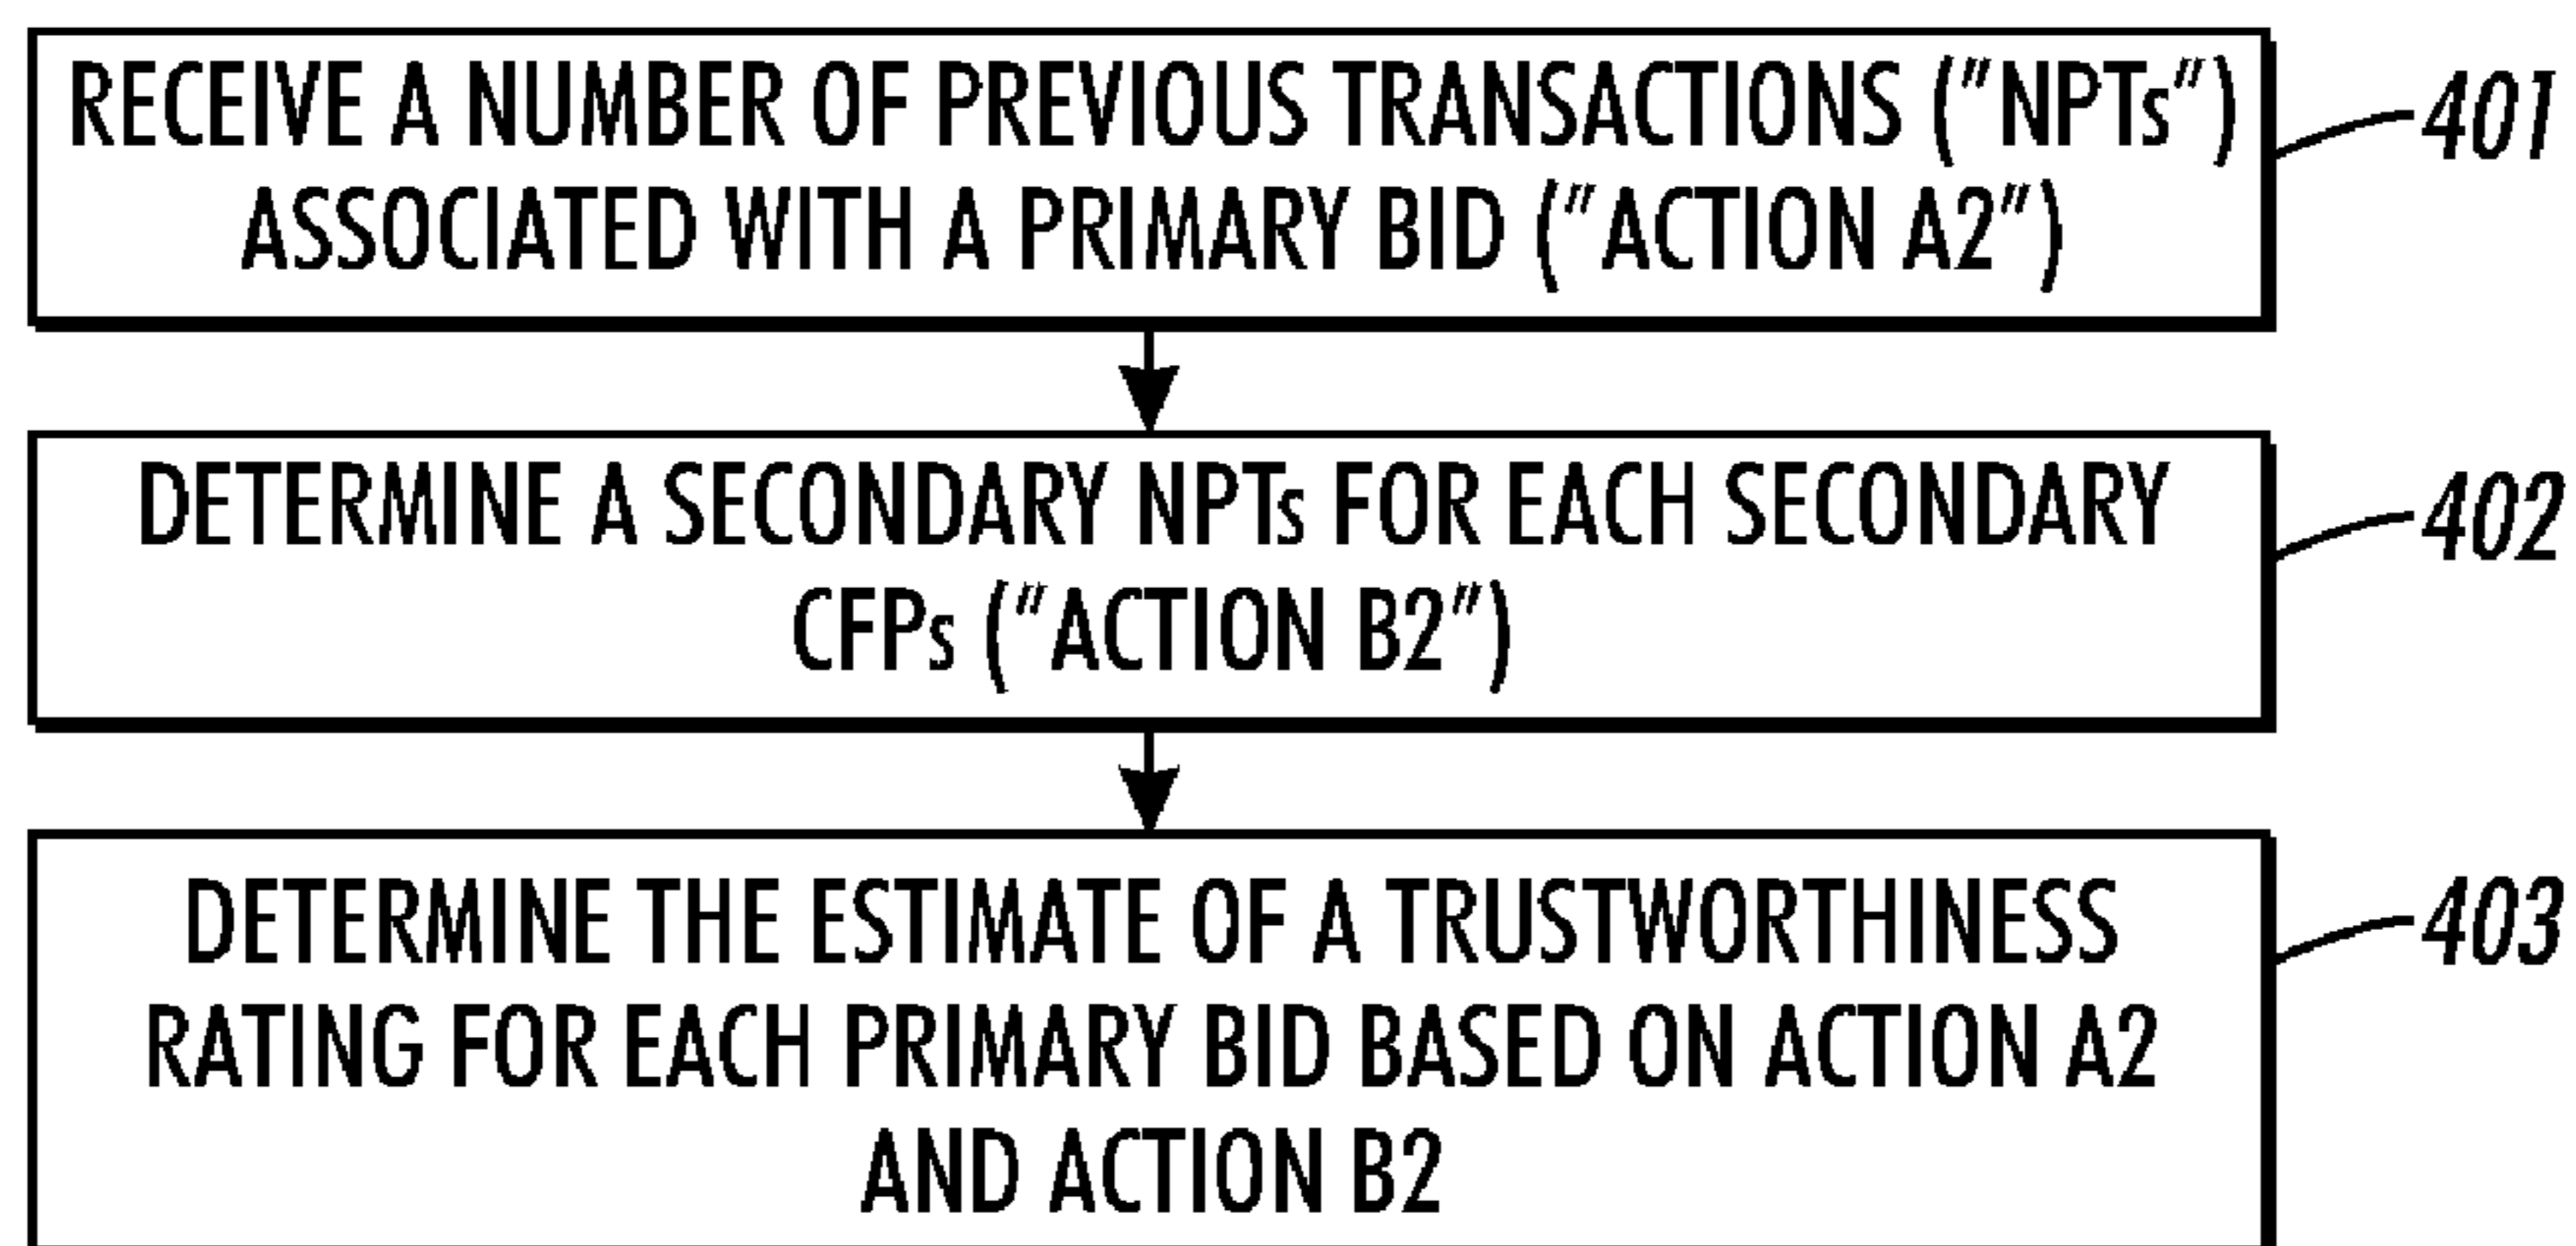 RECEIVE A NUMBER OF PREVIOUS TRANSACTIONS ("NPTs")
ASSOCIATED WITH A PRIMARY BID ("ACTION A2")
401
DETERMINE A SECONDARY NPTs FOR EACH SECONDARY
CFPs ("ACTION B2")
402
DETERMINE THE ESTIMATE OF A TRUSTWORTHINESS
RATING FOR EACH PRIMARY BID BASED ON ACTION A2
AND ACTION B2
403